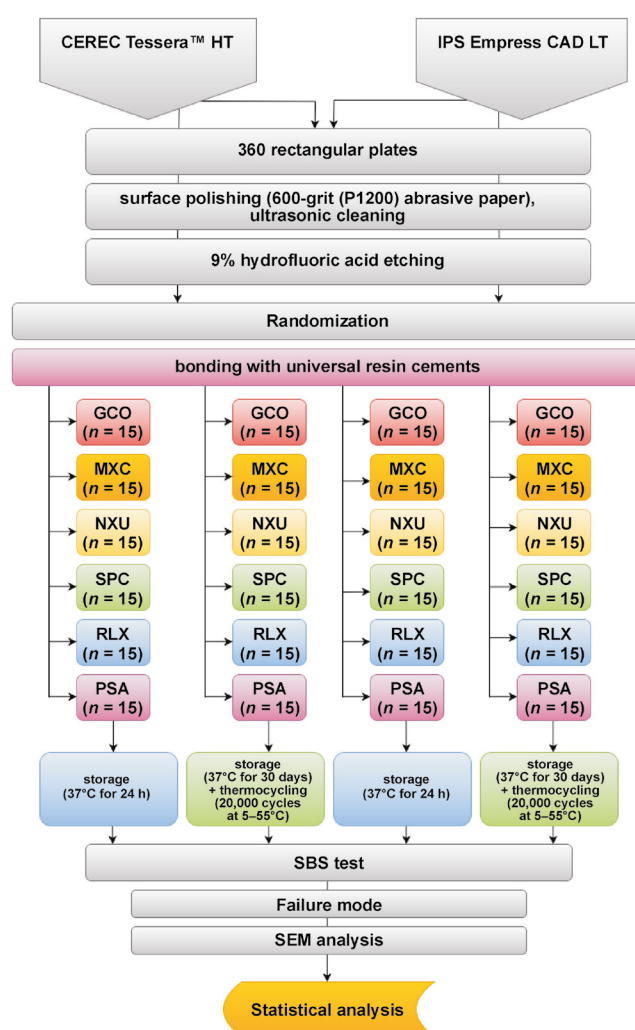 CEREC Tessera™ HT
IPS Empress CAD LT
360 rectangular plates
surface polishing (600-grit (P1200) abrasive paper),
ultrasonic cleaning
9% hydrofluoric acid etching
Randomization
bonding with universal resin cements
GCO
(n = 15)
GCO
(n = 15)
GCO
(n = 15)
GCO
(n = 15)
MXC
(n = 15)
MXC
(n = 15)
MXC
(n = 15)
MXC
(n = 15)
NXU
(n = 15)
NXU
(n = 15)
NXU
(n = 15)
NXU
(n = 15)
SPC
(n = 15)
SPC
(n = 15)
SPC
(n = 15)
SPC
(n = 15)
RLX
(n = 15)
RLX
(n = 15)
RLX
(n = 15)
RLX
(n = 15)
PSA
(n = 15)
PSA
(n = 15)
PSA
(n = 15)
PSA
(n = 15)
storage
(37°C for 24 h)
storage
(37°C for 30 days)
+ thermocycling
(20,000 cycles
at 5–55°C)
storage
(37°C for 24 h)
storage
(37°C for 30 days)
+ thermocycling
(20,000 cycles
at 5–55°C)
SBS test
Failure mode
SEM analysis
Statistical analysis